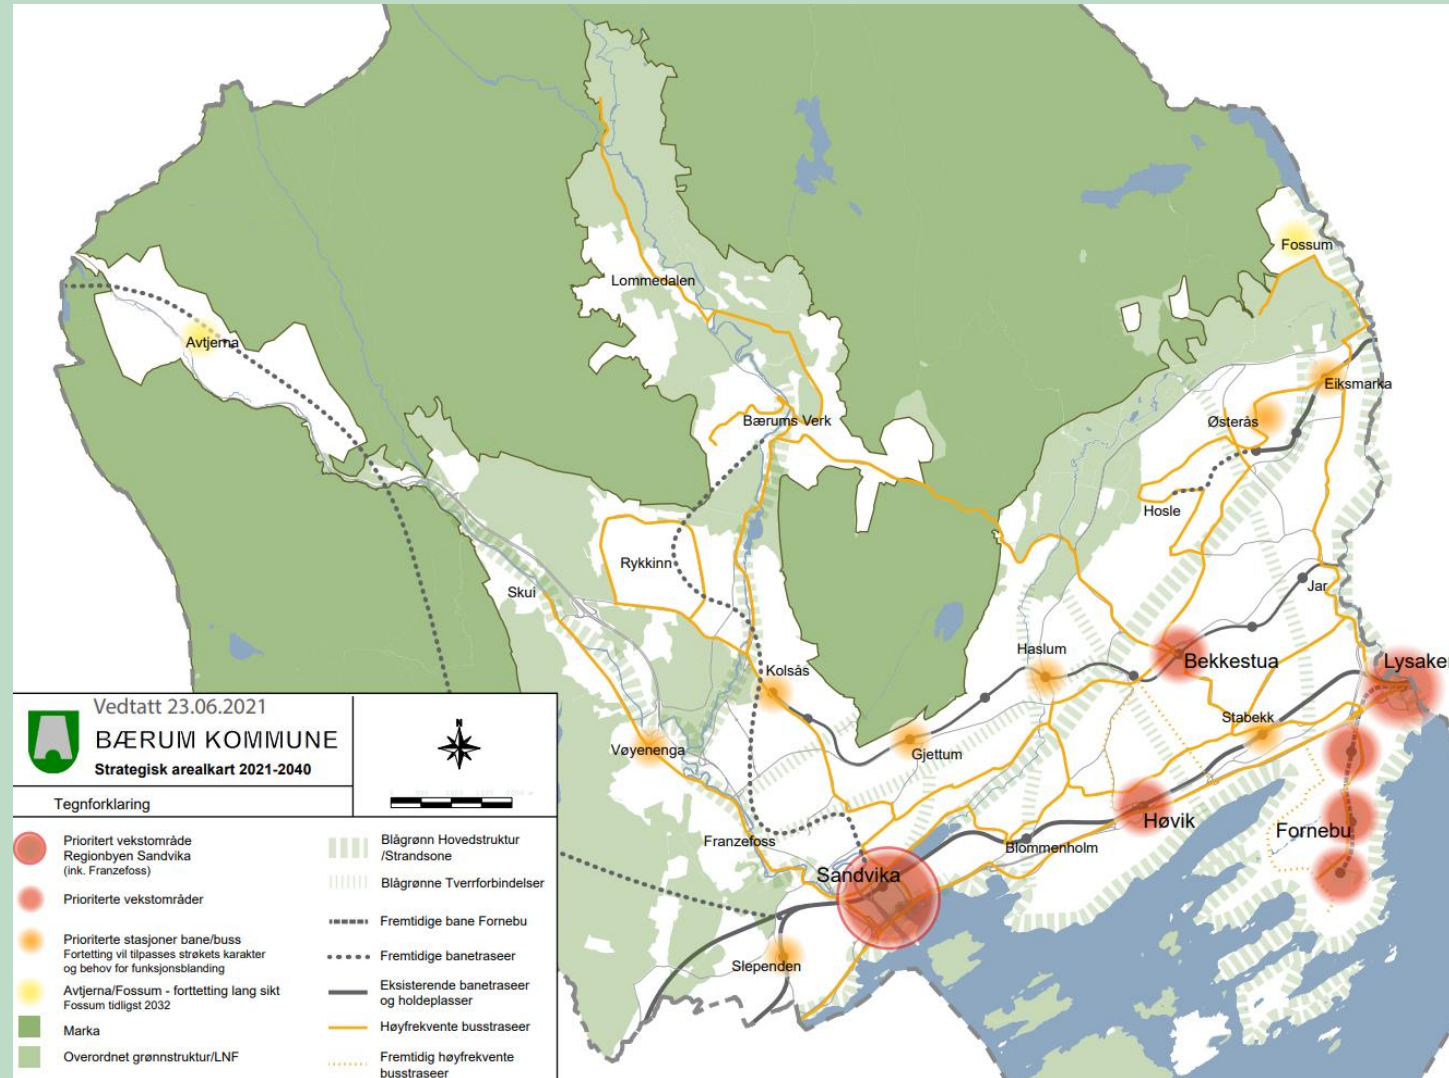 Fossum
Lommedalen
Avtjerna
Eiksmarka
Bærums Verk
Østerås
Hosle
Rykkinn
Skui
Jar
Haslum
Bekkestua
Lysaker
Kolsås
Stabekk
Vøyenenga
Gjettum
Høvik
Fornebu
Franzefoss
Blommenholm
Sandvika
Slependen
Vedtatt 23.06.2021
BÆRUM KOMMUNE
Strategisk arealkart 2021-2040
N
Tegnforklaring
Prioritert vekstområde
Regionbyen Sandvika
(ink. Franzefoss)
Prioriterte vekstområder
Prioriterte stasjoner bane/buss
Fortetting vil tilpasses strøkets karakter
og behov for funksjonsblanding
Avtjerna/Fossum - forttetting lang sikt
Fossum tidligst 2032
Marka
Overordnet grønnstruktur/LNF
Blågrønn Hovedstruktur
/Strandsone
Blågrønne Tverrforbindelser
Fremtidige bane Fornebu
Fremtidige banetraseer
Eksisterende banetraseer
og holdeplasser
Høyfrekvente busstraseer
Fremtidig høyfrekvente
busstraseer